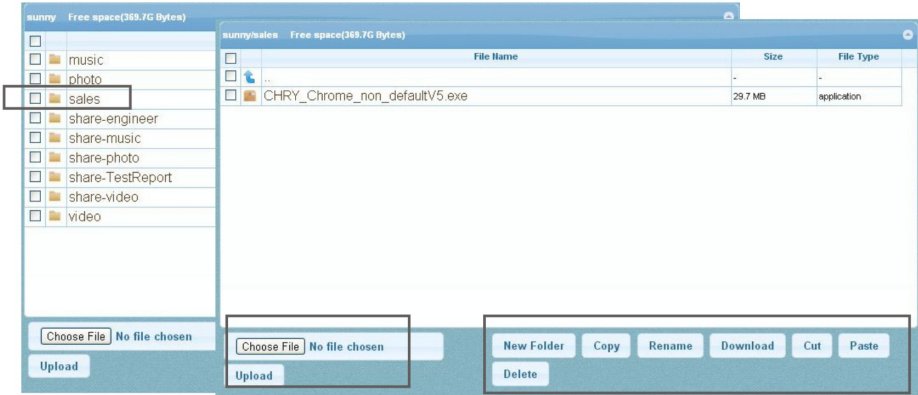 sunny Free space(369.7G Bytes)
music
photo
sales
share-engineer
share-music
share-photo
share-TestReport
share-video
video
Choose File No file chosen
Upload
sunny/sales Free space(369.7G Bytes)
File Name Size File Type
.. - -
CHRY_Chrome_non_defaultV5.exe 29.7 MB application
Choose File No file chosen
Upload
New Folder Copy Rename Download Cut Paste
Delete